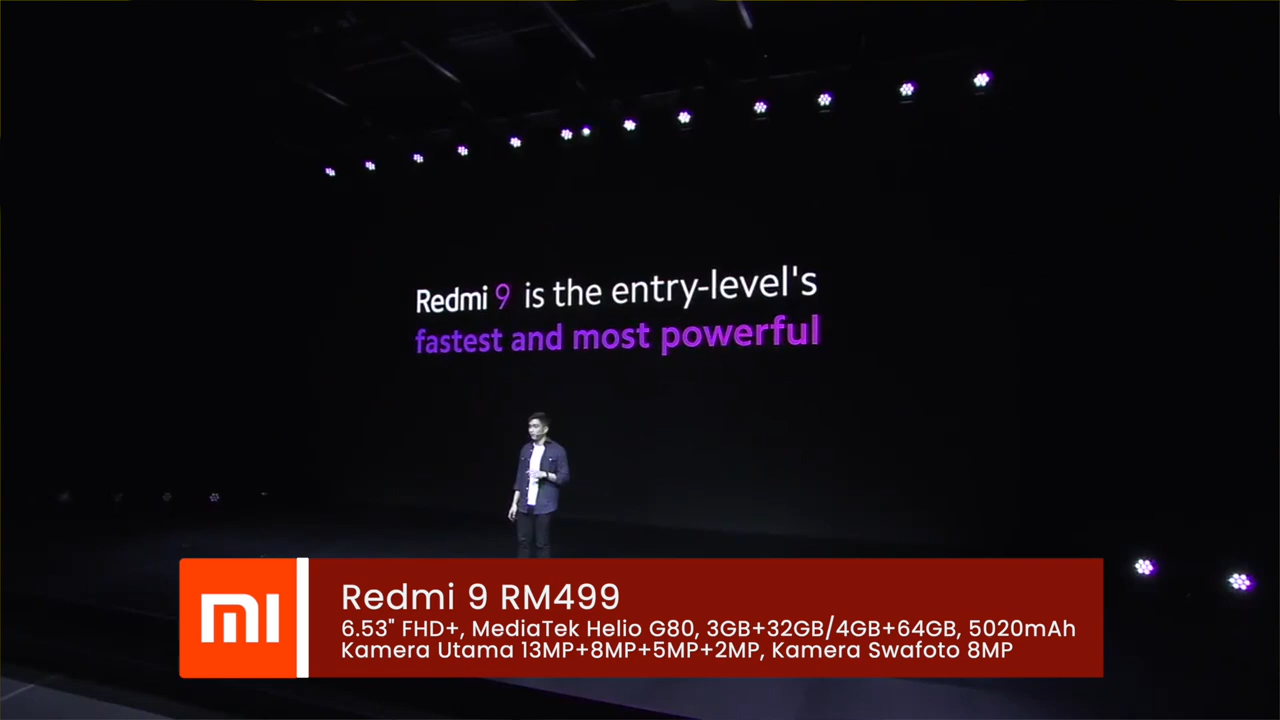 Redmi 9 is the entry-level's
fastest and most powerful
mi
Redmi 9 RM499
6.53" FHD+, MediaTek Helio G80, 3GB+32GB/4GB+64GB, 5020mAh
Kamera Utama 13MP+8MP+5MP+2MP, Kamera Swafoto 8MP